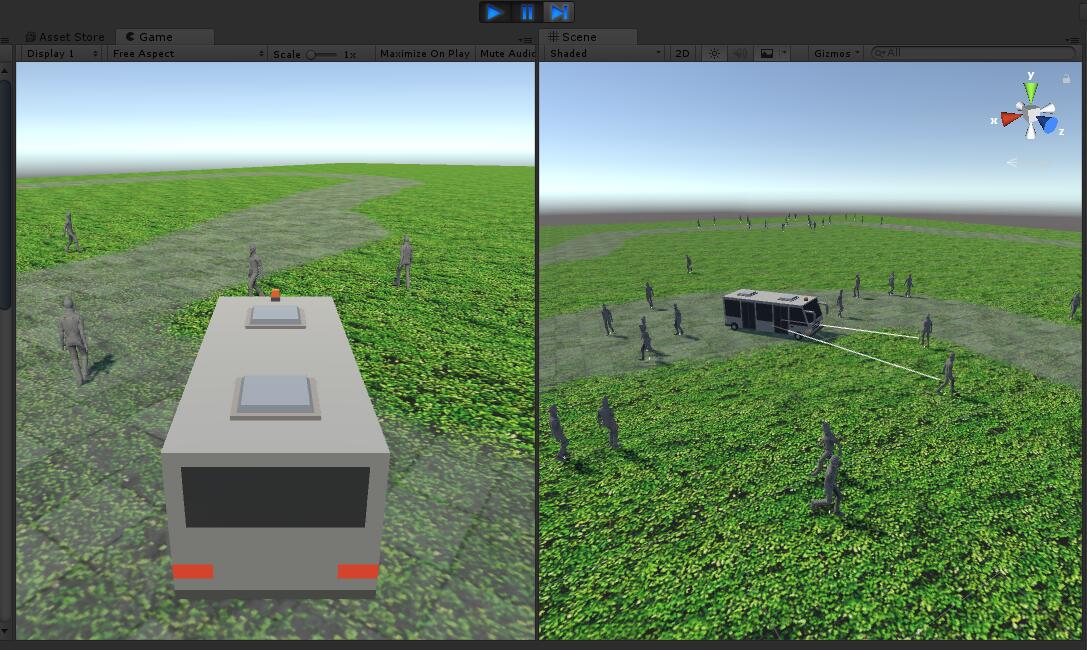 Asset Store
Game
Scene
Display 1
Free Aspect
Scale
1x
Maximize On Play
Mute Audio
Shaded
2D
Gizmos
All
y
x
z